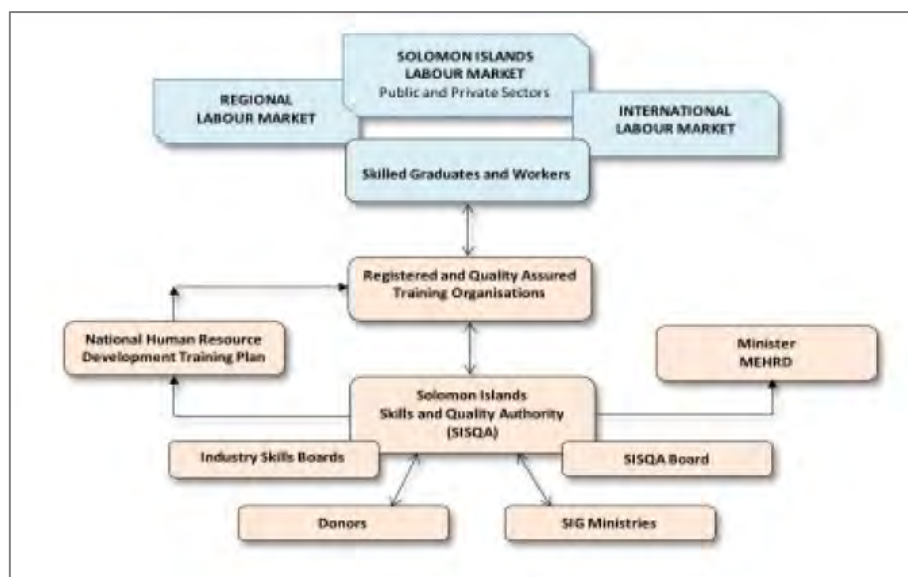 SOLOMON ISLANDS
LABOUR MARKET
Public and Private Sectors
REGIONAL
LABOUR MARKET
INTERNATIONAL
LABOUR MARKET
Skilled Graduates and Workers
Registered and Quality Assured
Training Organisations
National Human Resource
Development Training Plan
Minister
MEHRD
Solomon Islands
Skills and Quality Authority
(SISQA)
Industry Skills Boards
SISQA Board
Donors
SIG Ministries